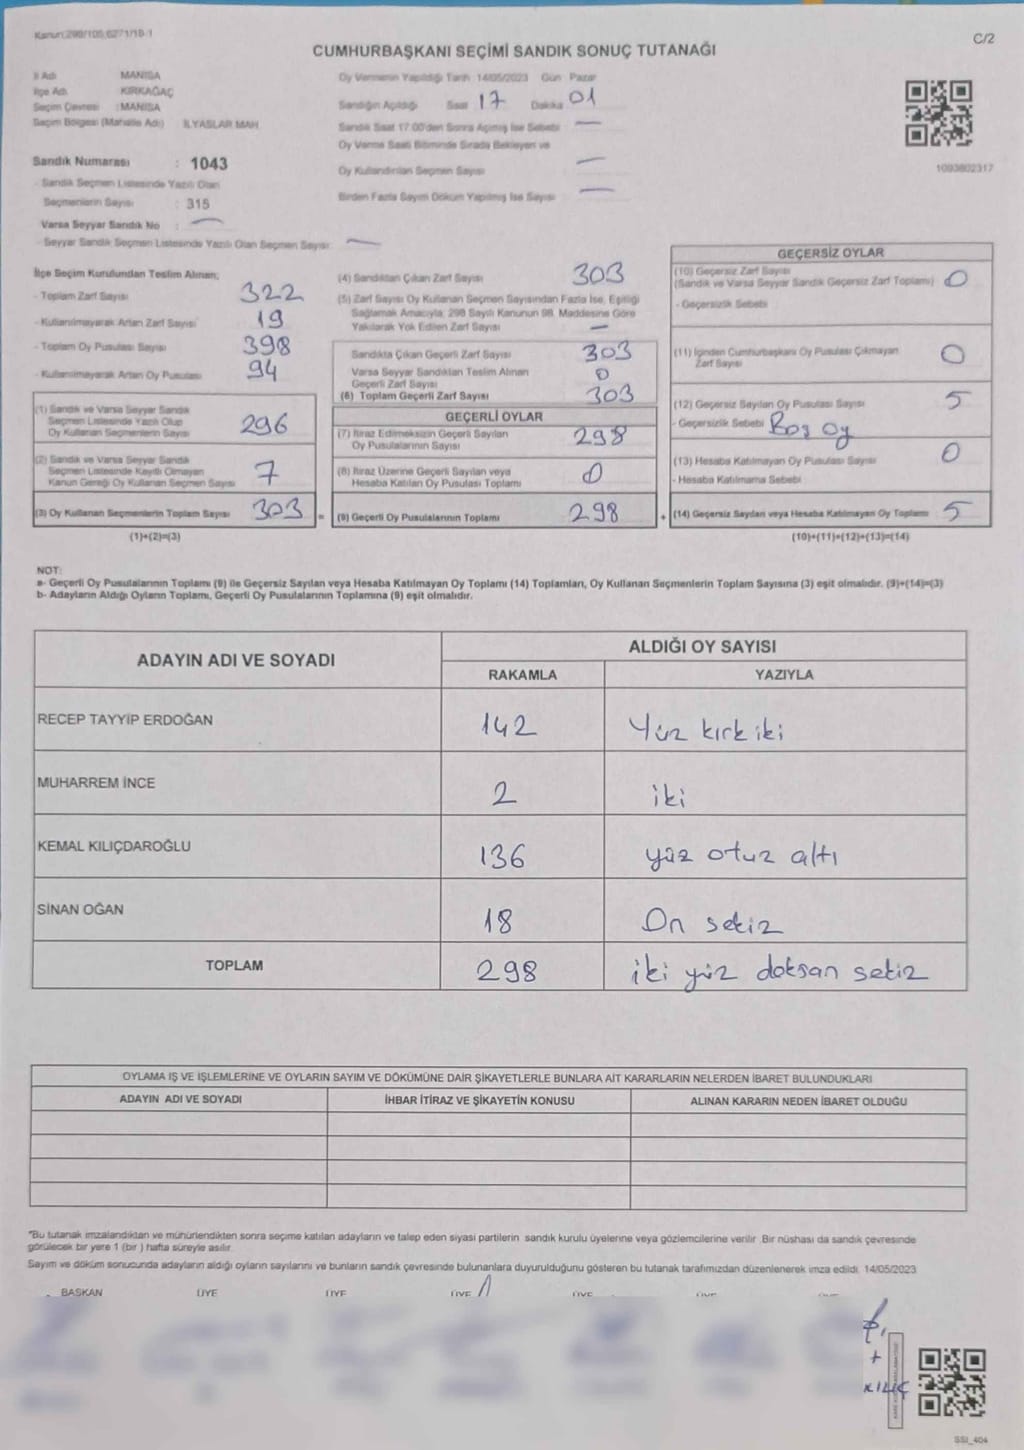 Kanun:298/105,6271/18-1
C/2
CUMHURBAŞKANI SEÇİMİ SANDIK SONUÇ TUTANAĞI
İl Adı MANISA
İlçe Adı KIRKAĞAÇ
Seçim Çevresi : MANISA
Seçim Bölgesi (Mahalle Adı) İLYASLAR MAH
Sandık Numarası : 1043
- Sandık Seçmen Listesinde Yazılı Olan
Seçmenlerin Sayısı : 315
Varsa Seyyar Sandık No : —
- Seyyar Sandık Seçmen Listesinde Yazılı Olan Seçmen Sayısı: —
Oy Vermenin Yapıldığı Tarih 14/05/2023 Gün Pazar
Sandığın Açıldığı Saat 17 Dakika 01
Sandık Saat 17.00'den Sonra Açılmış İse Sebebi —
Oy Verme Saati Bitiminde Sırada Bekleyen ve
Oy Kullandırılan Seçmen Sayısı —
Birden Fazla Sayım Döküm Yapılmış İse Sayısı —
1093802317
İlçe Seçim Kurulundan Teslim Alınan;
- Toplam Zarf Sayısı 322
- Kullanılmayarak Artan Zarf Sayısı 19
- Toplam Oy Pusulası Sayısı 398
- Kullanılmayarak Artan Oy Pusulası 94
(1) Sandık ve Varsa Seyyar Sandık
Seçmen Listesinde Yazılı Olup
Oy Kullanan Seçmenlerin Sayısı 296
(2) Sandık ve Varsa Seyyar Sandık
Seçmen Listesinde Kayıtlı Olmayan
Kanun Gereği Oy Kullanan Seçmen Sayısı 7
(3) Oy Kullanan Seçmenlerin Toplam Sayısı 303 =
(1)+(2)=(3)
(4) Sandıktan Çıkan Zarf Sayısı 303
(5) Zarf Sayısı Oy Kullanan Seçmen Sayısından Fazla İse, Eşitliği
Sağlamak Amacıyla, 298 Sayılı Kanunun 98. Maddesine Göre
Yakılarak Yok Edilen Zarf Sayısı —
Sandıkta Çıkan Geçerli Zarf Sayısı 303
Varsa Seyyar Sandıktan Teslim Alınan
Geçerli Zarf Sayısı 0
(6) Toplam Geçerli Zarf Sayısı 303
GEÇERLİ OYLAR
(7) İtiraz Edilmeksizin Geçerli Sayılan
Oy Pusulalarının Sayısı 298
(8) İtiraz Üzerine Geçerli Sayılan veya
Hesaba Katılan Oy Pusulası Toplamı 0
(9) Geçerli Oy Pusulalarının Toplamı 298 +
GEÇERSİZ OYLAR
(10) Geçersiz Zarf Sayısı
(Sandık ve Varsa Seyyar Sandık Geçersiz Zarf Toplamı) 0
- Geçersizlik Sebebi
(11) İçinden Cumhurbaşkanı Oy Pusulası Çıkmayan
Zarf Sayısı 0
(12) Geçersiz Sayılan Oy Pusulası Sayısı 5
- Geçersizlik Sebebi Boş Oy
(13) Hesaba Katılmayan Oy Pusulası Sayısı 0
- Hesaba Katılmama Sebebi
(14) Geçersiz Sayılan veya Hesaba Katılmayan Oy Toplamı 5
(10)+(11)+(12)+(13)=(14)
NOT:
a- Geçerli Oy Pusulalarının Toplamı (9) ile Geçersiz Sayılan veya Hesaba Katılmayan Oy Toplamı (14) Toplamları, Oy Kullanan Seçmenlerin Toplam Sayısına (3) eşit olmalıdır. (9)+(14)=(3)
b- Adayların Aldığı Oyların Toplamı, Geçerli Oy Pusulalarının Toplamına (9) eşit olmalıdır.
ADAYIN ADI VE SOYADI ALDIĞI OY SAYISI
RAKAMLA YAZIYLA
RECEP TAYYİP ERDOĞAN 142 Yüz kırk iki
MUHARREM İNCE 2 iki
KEMAL KILIÇDAROĞLU 136 yüz otuz altı
SİNAN OĞAN 18 On sekiz
TOPLAM 298 iki yüz doksan sekiz
OYLAMA İŞ VE İŞLEMLERİNE VE OYLARIN SAYIM VE DÖKÜMÜNE DAİR ŞİKAYETLERLE BUNLARA AİT KARARLARIN NELERDEN İBARET BULUNDUKLARI
ADAYIN ADI VE SOYADI İHBAR İTİRAZ VE ŞİKAYETİN KONUSU ALINAN KARARIN NEDEN İBARET OLDUĞU
"Bu tutanak imzalandıktan ve mühürlendikten sonra seçime katılan adayların ve talep eden siyasi partilerin sandık kurulu üyelerine veya gözlemcilerine verilir .Bir nüshası da sandık çevresinde
görülecek bir yere 1 (bir ) hafta süreyle asılır.
Sayım ve döküm sonucunda adayların aldığı oyların sayılarını ve bunların sandık çevresinde bulunanlara duyurulduğunu gösteren bu tutanak tarafımızdan düzenlenerek imza edildi. 14/05/2023
BAŞKAN ÜYE ÜYE ÜYE ÜYE ÜYE ÜYE
+
KILIÇ
SSI_404